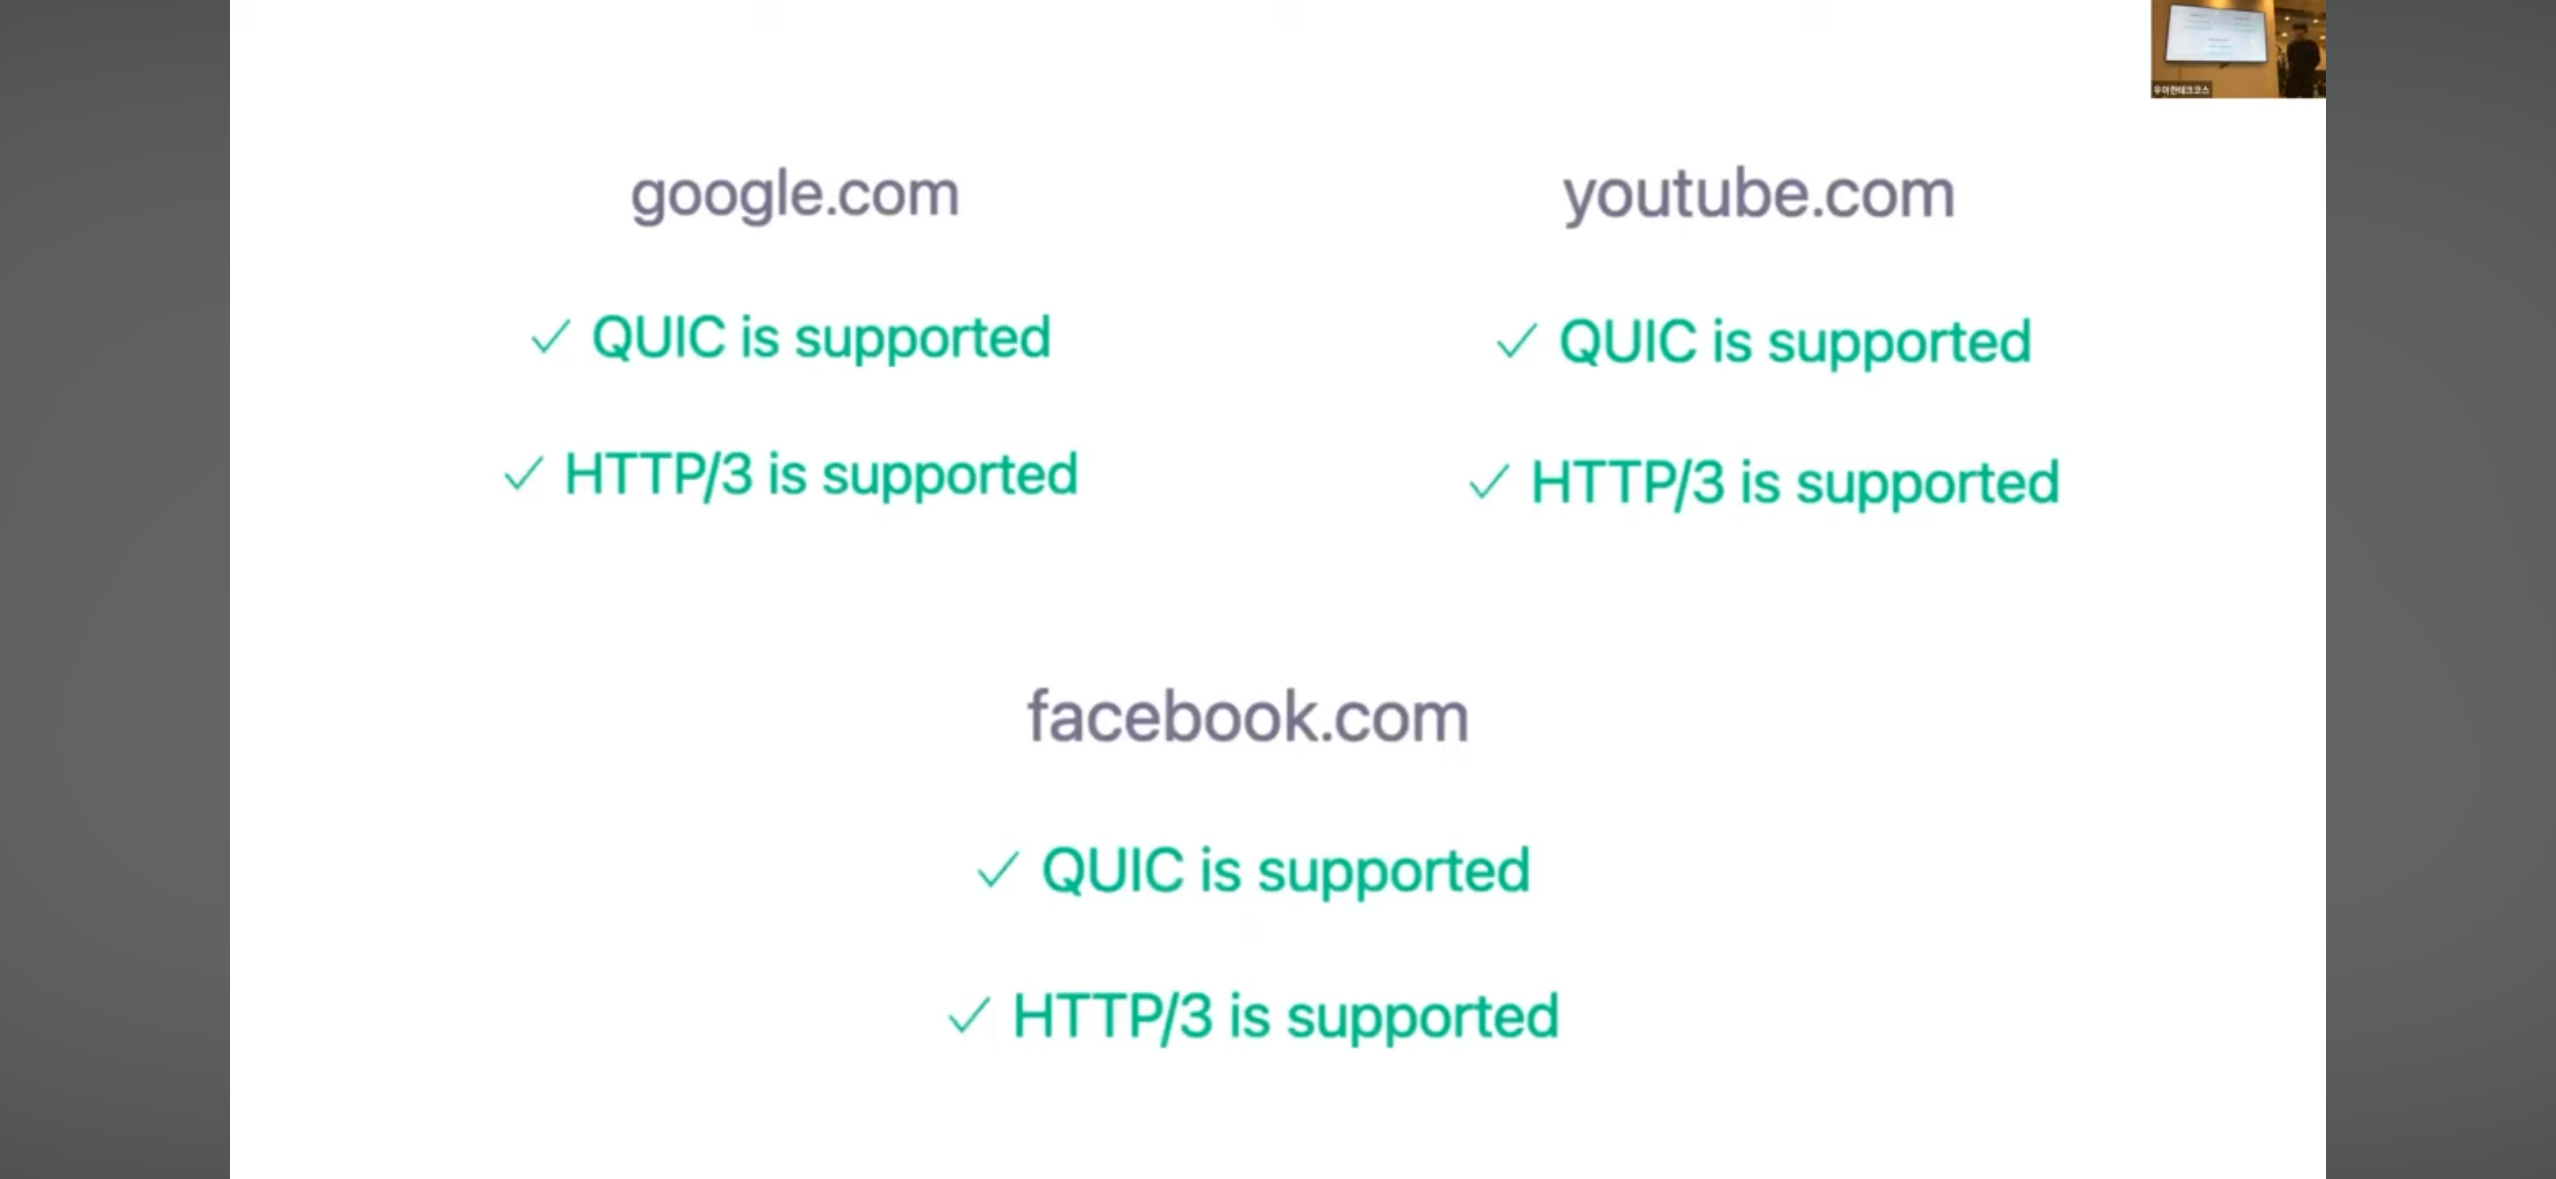 우아한테크코스
google.com
✓ QUIC is supported
✓ HTTP/3 is supported
youtube.com
✓ QUIC is supported
✓ HTTP/3 is supported
facebook.com
✓ QUIC is supported
✓ HTTP/3 is supported